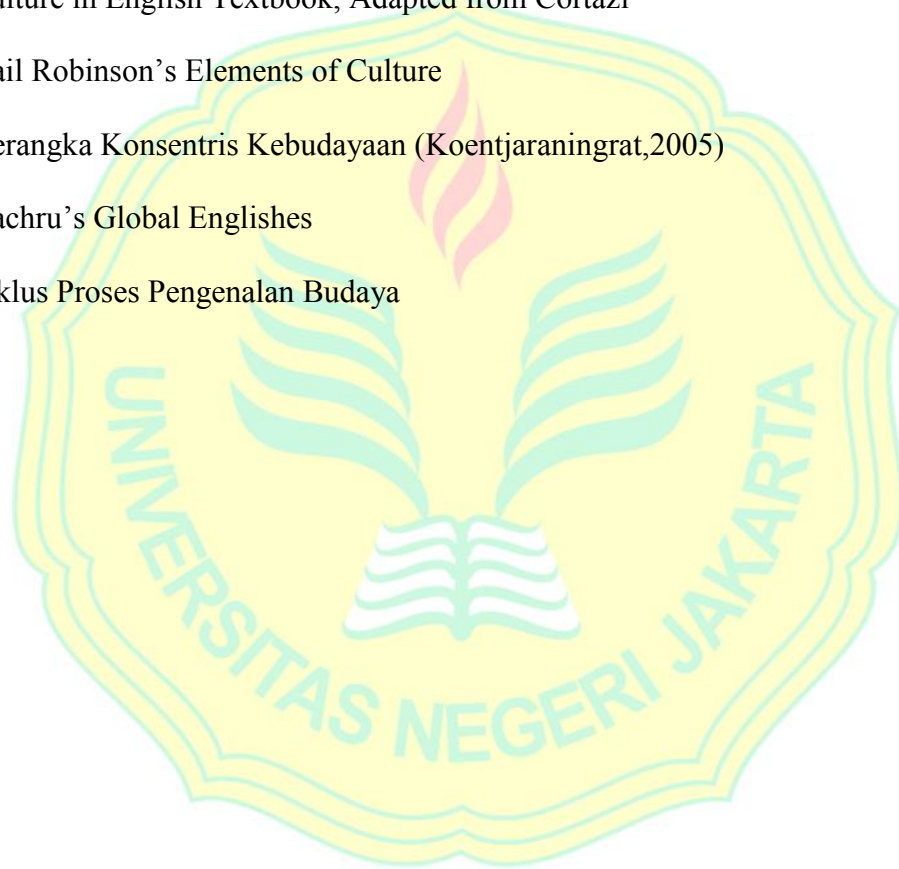 ulture in English Textbook, Adapted from Cortazi
ail Robinson's Elements of Culture
erangka Konsentris Kebudayaan (Koentjaraningrat,2005)
achru's Global Englishes
klus Proses Pengenalan Budaya
UNIVERSITAS NEGERI JAKARTA